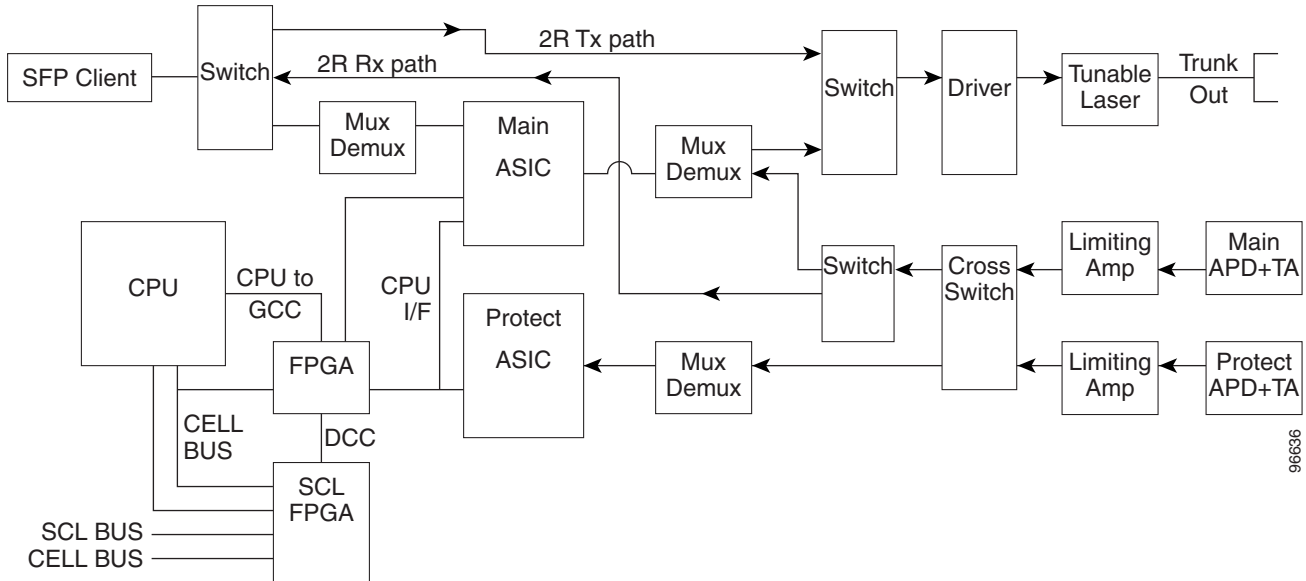 2R Tx path
2R Rx path
SFP Client
Switch
Mux
Demux
Main
ASIC
Mux
Demux
Switch
Driver
Tunable
Laser
Trunk
Out
CPU
CPU to
GCC
CPU
I/F
FPGA
Protect
ASIC
Mux
Demux
Switch
Cross
Switch
Limiting
Amp
Main
APD+TA
Limiting
Amp
Protect
APD+TA
CELL
BUS
DCC
SCL
FPGA
SCL BUS
CELL BUS
96636